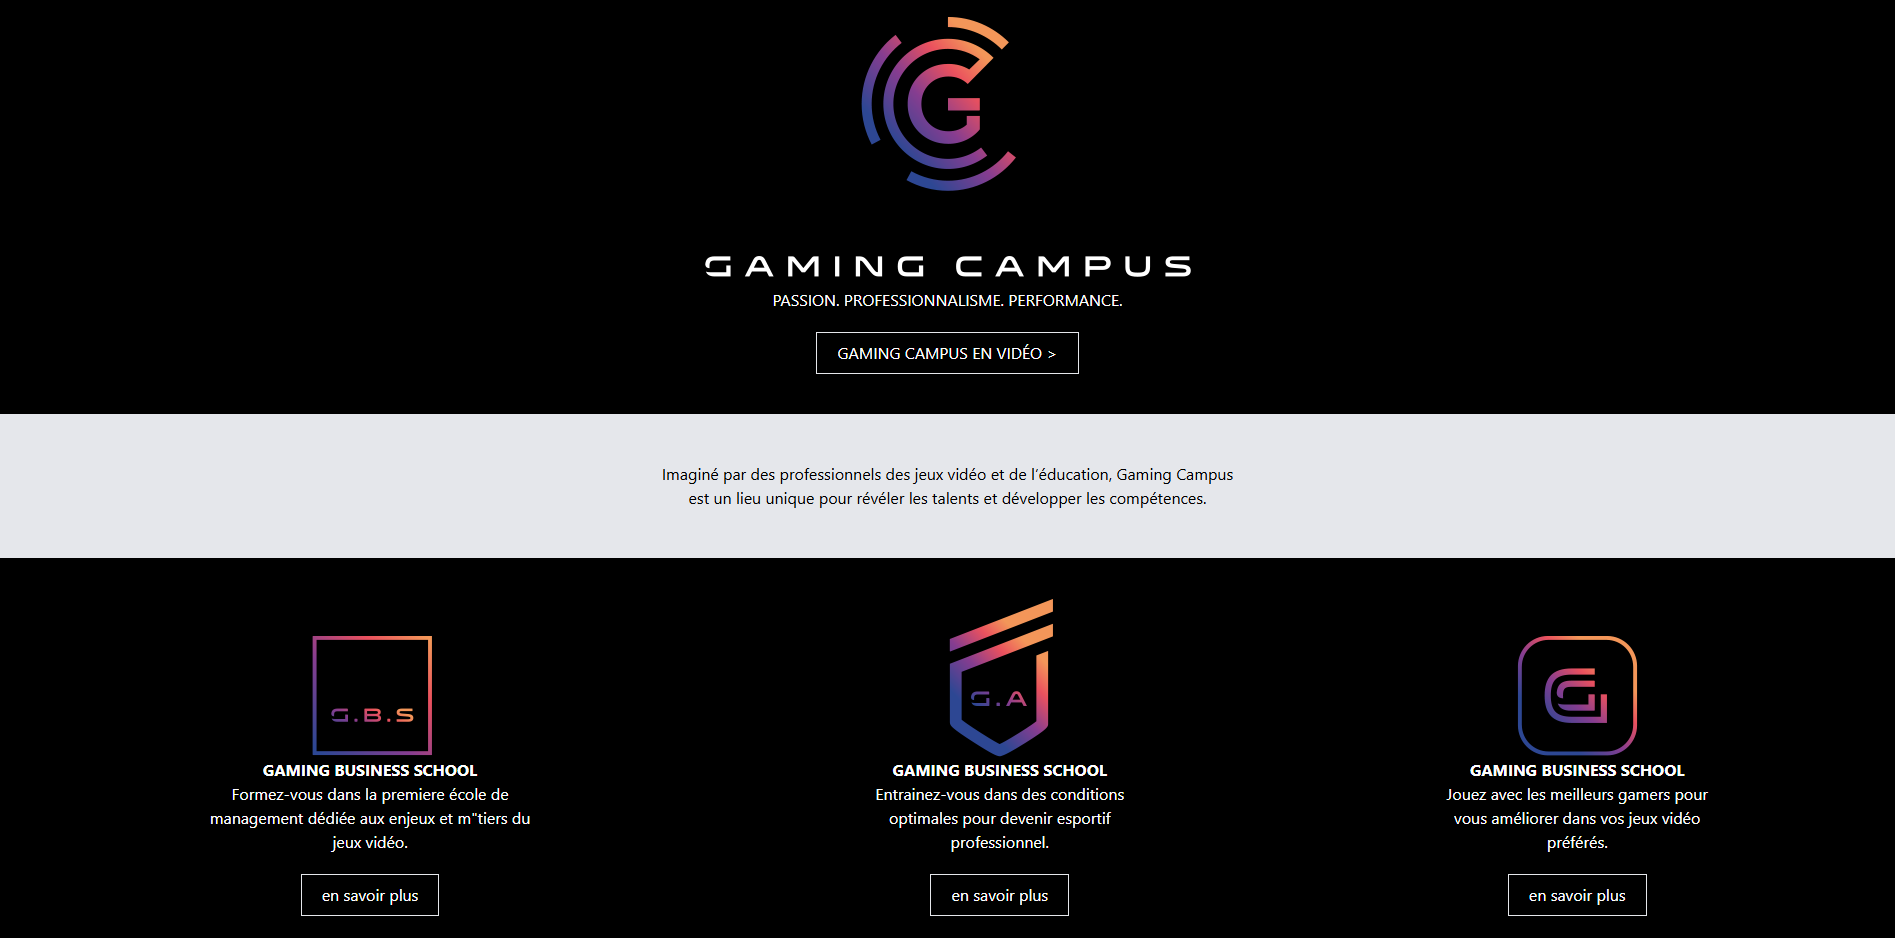 G
GAMING CAMPUS
PASSION. PROFESSIONNALISME. PERFORMANCE.
GAMING CAMPUS EN VIDÉO >
Imaginé par des professionnels des jeux vidéo et de l'éducation, Gaming Campus
est un lieu unique pour révéler les talents et développer les compétences.
G.B.S
GAMING BUSINESS SCHOOL
Formez-vous dans la premiere école de
management dédiée aux enjeux et m"tiers du
jeux vidéo.
en savoir plus
G.A
GAMING BUSINESS SCHOOL
Entrainez-vous dans des conditions
optimales pour devenir esportif
professionnel.
en savoir plus
G
GAMING BUSINESS SCHOOL
Jouez avec les meilleurs gamers pour
vous améliorer dans vos jeux vidéo
préférés.
en savoir plus